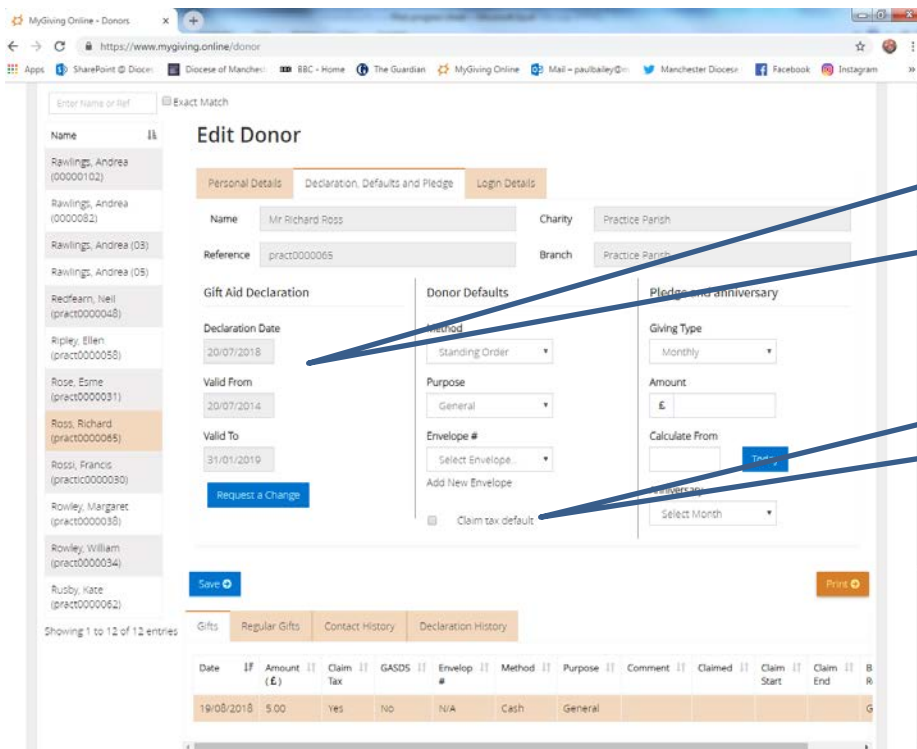 MyGiving Online - Donors
https://www.mygiving.online/donor
Apps SharePoint @ Dioces Diocese of Manches BBC - Home The Guardian MyGiving Online Mail – paulbailey@m Manchester Diocese Facebook Instagram »
Enter Name or Ref Exact Match
Name
Rawlings, Andrea
(00000102)
Rawlings, Andrea
(0000082)
Rawlings, Andrea (03)
Rawlings, Andrea (05)
Redfearn, Neil
(pract0000048)
Ripley, Ellen
(pract0000058)
Rose, Esme
(pract0000031)
Ross, Richard
(pract0000065)
Rossi, Francis
(practic0000030)
Rowley, Margaret
(pract0000038)
Rowley, William
(pract0000034)
Rusby, Kate
(pract0000062)
Showing 1 to 12 of 12 entries
Edit Donor
Personal Details Declaration, Defaults and Pledge Login Details
Name Mr Richard Ross Charity Practice Parish
Reference pract0000065 Branch Practice Parish
Gift Aid Declaration Donor Defaults Pledge and anniversary
Declaration Date Method Giving Type
20/07/2018 Standing Order Monthly
Valid From Purpose Amount
20/07/2014 General £
Valid To Envelope # Calculate From
31/01/2019 Select Envelope.. Today
Request a Change Add New Envelope Anniversary
Claim tax default Select Month
Save Print
Gifts Regular Gifts Contact History Declaration History
Date Amount (£) Claim Tax GASDS Envelop # Method Purpose Comment Claimed Claim Start Claim End B R
19/08/2018 5.00 Yes No N/A Cash General G